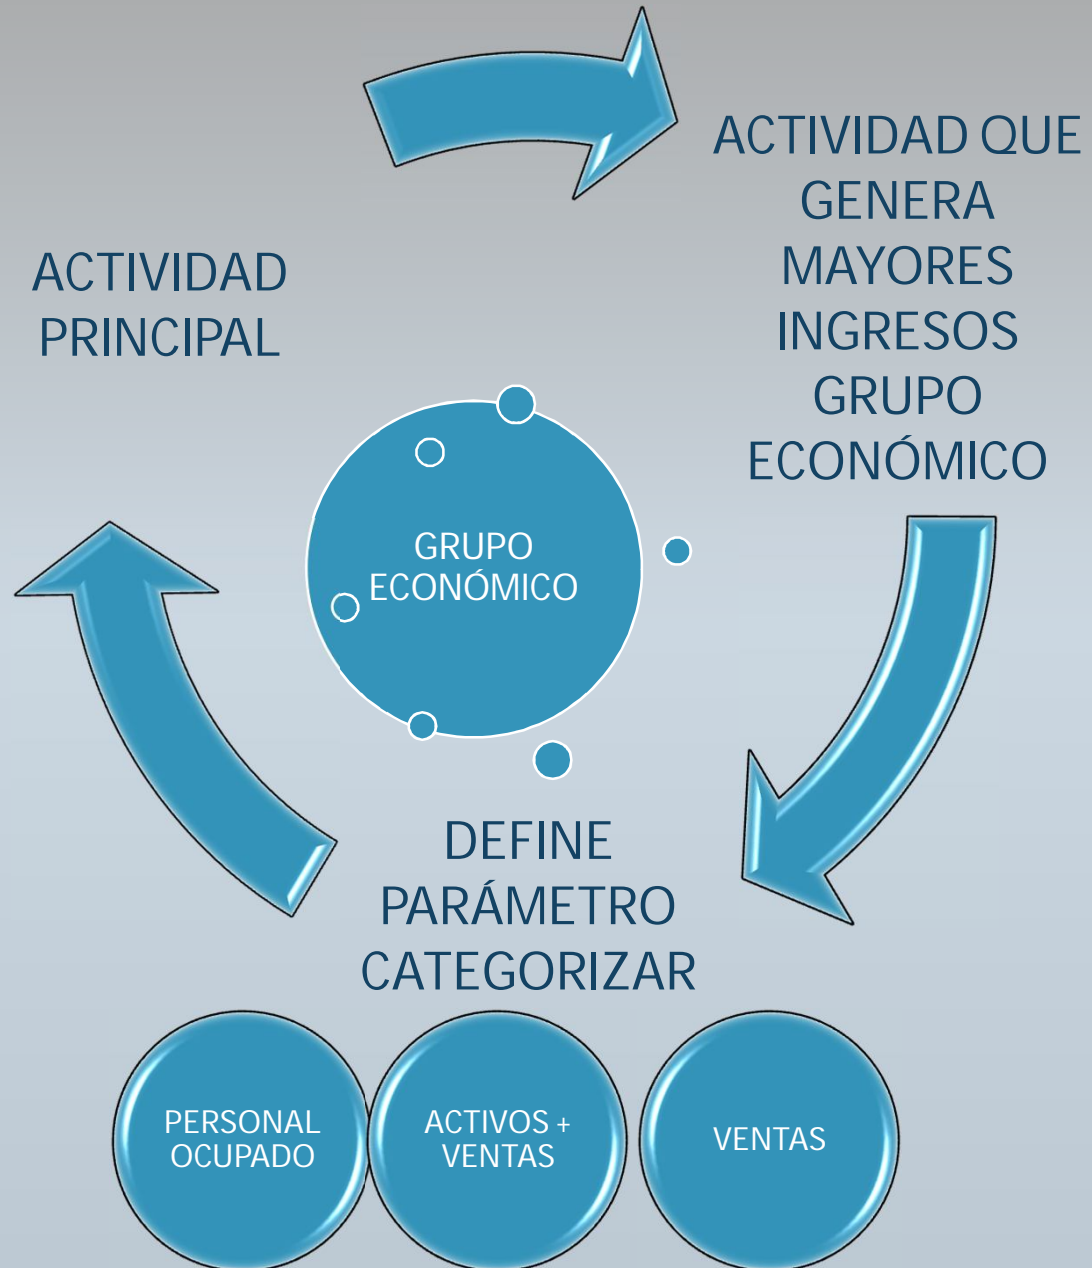 ACTIVIDAD
PRINCIPAL
ACTIVIDAD QUE
GENERA
MAYORES
INGRESOS
GRUPO
ECONÓMICO
GRUPO
ECONÓMICO
DEFINE
PARÁMETRO
CATEGORIZAR
PERSONAL
OCUPADO
ACTIVOS +
VENTAS
VENTAS